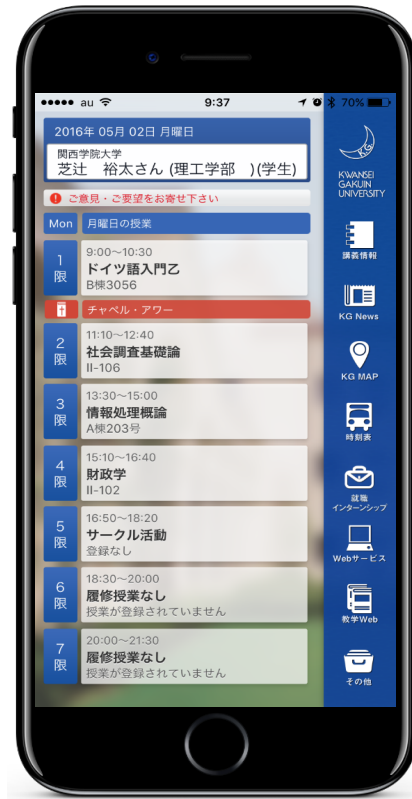 au 9:37 70%
2016年 05月 02日 月曜日
関西学院大学
芝辻 裕太さん (理工学部 )(学生)
ご意見・ご要望をお寄せ下さい
Mon 月曜日の授業
1限
9:00〜10:30
ドイツ語入門乙
B棟3056
チャペル・アワー
2限
11:10〜12:40
社会調査基礎論
II-106
3限
13:30〜15:00
情報処理概論
A棟203号
4限
15:10〜16:40
財政学
II-102
5限
16:50〜18:20
サークル活動
登録なし
6限
18:30〜20:00
履修授業なし
授業が登録されていません
7限
20:00〜21:30
履修授業なし
授業が登録されていません
KWANSEI
GAKUIN
UNIVERSITY
講義情報
KG News
KG MAP
時刻表
就職
インターンシップ
Webサービス
教学Web
その他